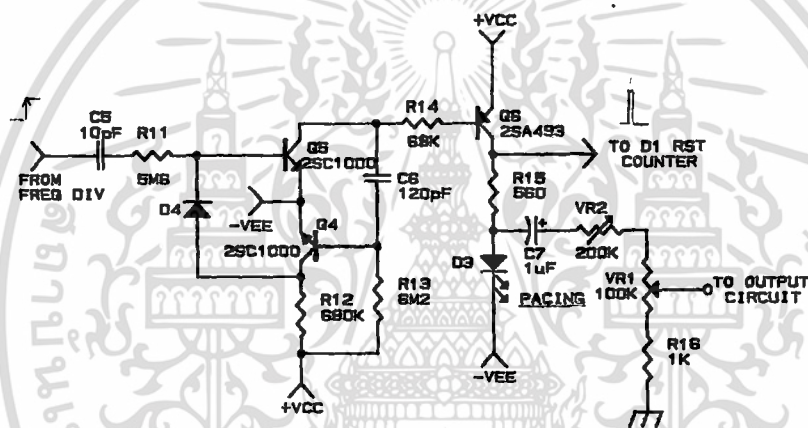 +VCC
C5
10pF
R11
5M6
FROM
FREQ DIV
D4
-VEE
Q5
2SC1000
Q4
2SC1000
R12
680K
R13
6M2
+VCC
C6
120pF
R14
68K
Q6
2SA493
TO D1 RST
COUNTER
R15
560
D3
PACING
-VEE
C7
1uF
+
VR2
200K
VR1
100K
TO OUTPUT
CIRCUIT
R16
1K